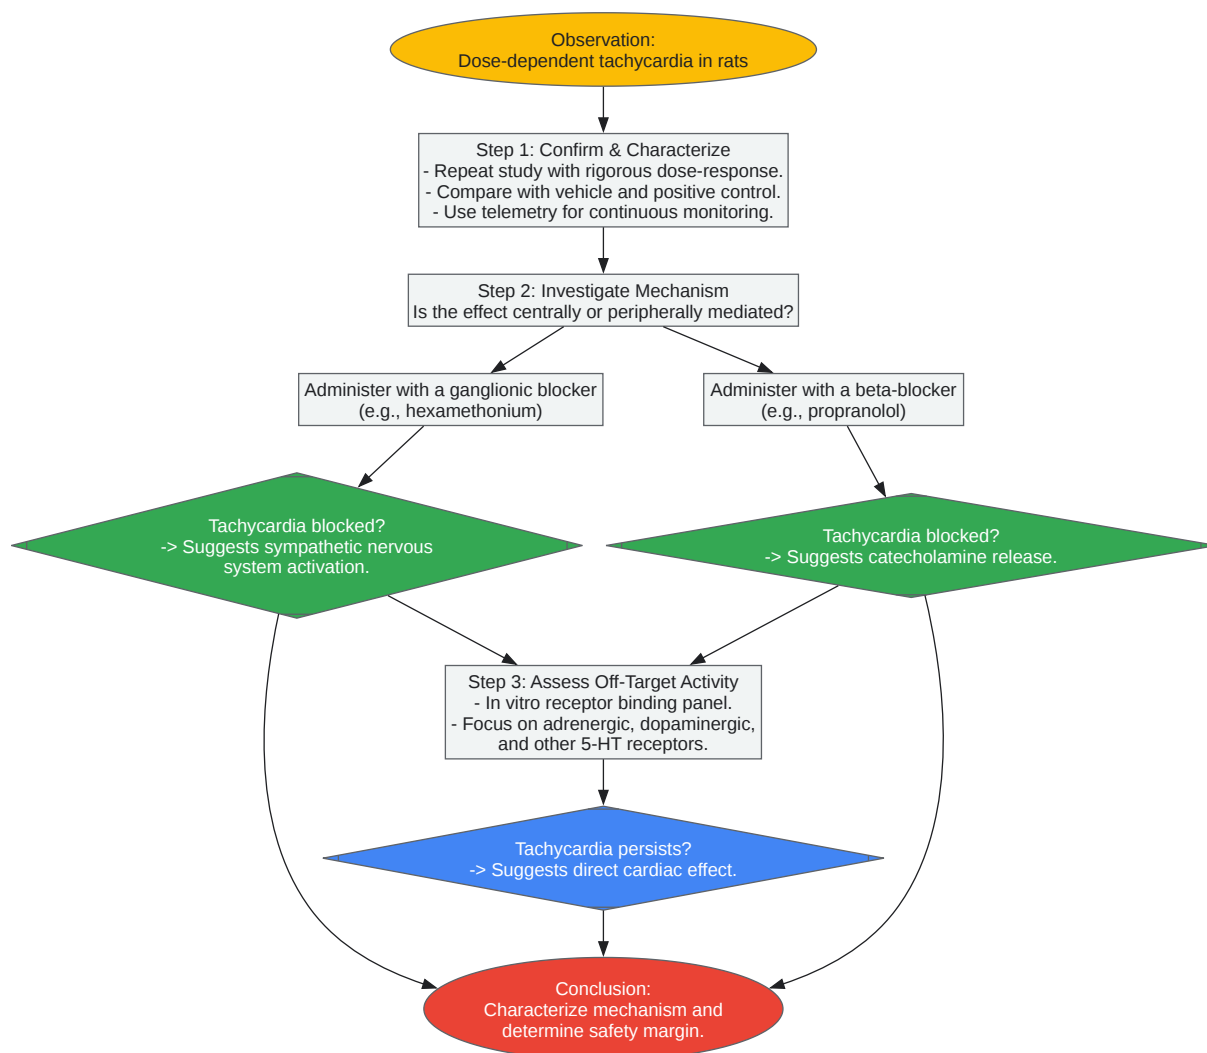 Observation:
Dose-dependent tachycardia in rats
Step 1: Confirm & Characterize
- Repeat study with rigorous dose-response.
- Compare with vehicle and positive control.
- Use telemetry for continuous monitoring.
Step 2: Investigate Mechanism
Is the effect centrally or peripherally mediated?
Administer with a ganglionic blocker
(e.g., hexamethonium)
Administer with a beta-blocker
(e.g., propranolol)
Tachycardia blocked?
-> Suggests sympathetic nervous
system activation.
Tachycardia blocked?
-> Suggests catecholamine release.
Step 3: Assess Off-Target Activity
- In vitro receptor binding panel.
- Focus on adrenergic, dopaminergic,
and other 5-HT receptors.
Tachycardia persists?
-> Suggests direct cardiac effect.
Conclusion:
Characterize mechanism and
determine safety margin.